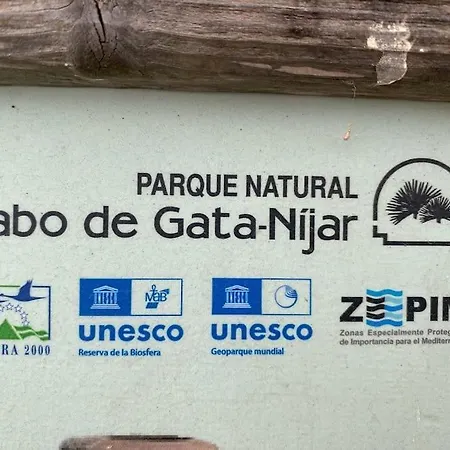 PARQUE NATURAL
abo de Gata-Níjar
RA 2000
MaB
unesco
Reserva de la Biosfera
unesco
Geoparque mundial
ZEPIM
Zonas Especialmente Proteg
de Importancia para el Mediterr